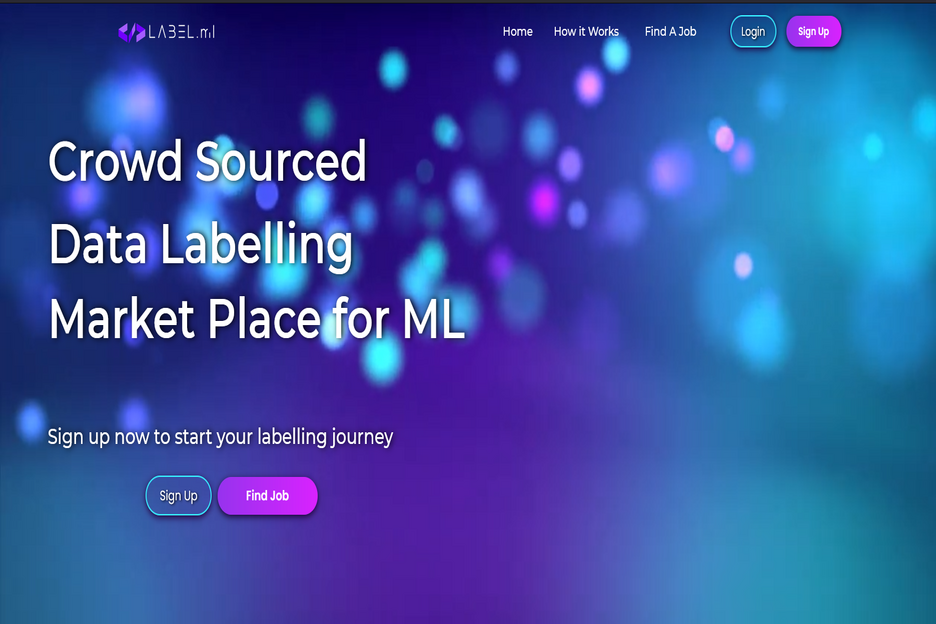 LABEL.ml
Home
How it Works
Find A Job
Login
Sign Up
Crowd Sourced
Data Labelling
Market Place for ML
Sign up now to start your labelling journey
Sign Up
Find Job